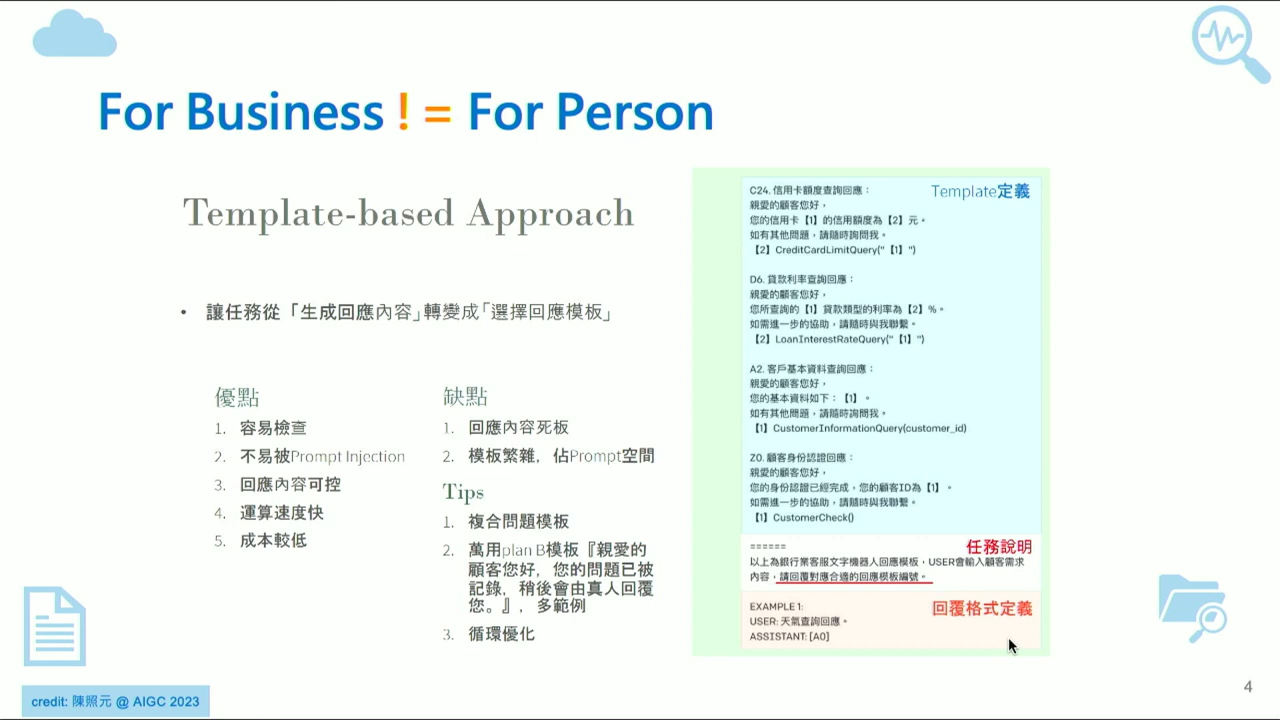 For Business != For Person
Template-based Approach
• 讓任務從「生成回應內容」轉變成「選擇回應模板」
優點
1. 容易檢查
2. 不易被Prompt Injection
3. 回應內容可控
4. 運算速度快
5. 成本較低
缺點
1. 回應內容死板
2. 模板繁雜，佔Prompt空間
Tips
1. 複合問題模板
2. 萬用plan B模板『親愛的
顧客您好，您的問題已被
記錄，稍後會由真人回覆
您。』，多範例
3. 循環優化
Template定義
C24. 信用卡額度查詢回應：
親愛的顧客您好，
您的信用卡【1】的信用額度為【2】元。
如有其他問題，請隨時詢問我。
【2】CreditCardLimitQuery("【1】")
D6. 貸款利率查詢回應：
親愛的顧客您好，
您所查詢的【1】貸款類型的利率為【2】%。
如需進一步的協助，請隨時與我聯繫。
【2】LoanInterestRateQuery("【1】")
A2. 客戶基本資料查詢回應：
親愛的顧客您好，
您的基本資料如下：【1】。
如有其他問題，請隨時詢問我。
【1】CustomerInformationQuery(customer_id)
Z0. 顧客身份認證回應：
親愛的顧客您好，
您的身份認證已經完成，您的顧客ID為【1】。
如需進一步的協助，請隨時與我聯繫。
【1】CustomerCheck()
======
任務說明
以上為銀行業客服文字機器人回應模板，USER會輸入顧客需求
內容，請回覆對應合適的回應模板編號。
EXAMPLE 1:
回覆格式定義
USER: 天氣查詢回應。
ASSISTANT: [A0]
credit: 陳照元 @ AIGC 2023
4